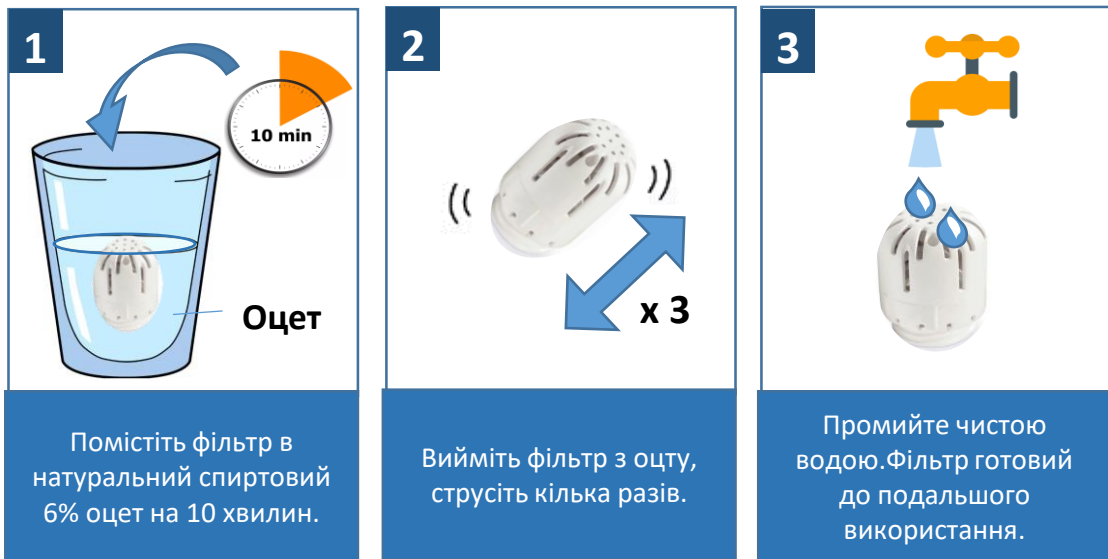 1
10 min
Оцет
Помістіть фільтр в
натуральний спиртовий
6% оцет на 10 хвилин.
2
x 3
Вийміть фільтр з оцту,
струсіть кілька разів.
3
Промийте чистою
водою.Фільтр готовий
до подальшого
використання.